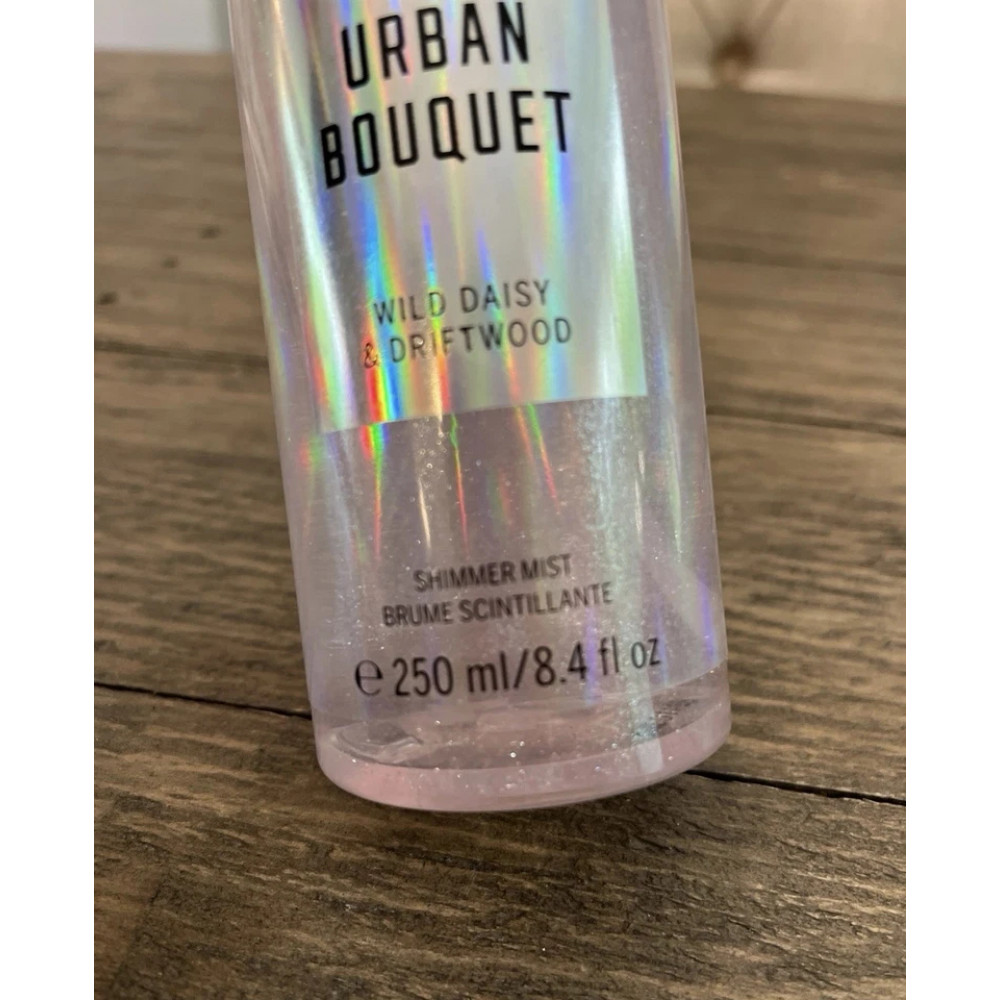 URBAN
BOUQUET
WILD DAISY
& DRIFTWOOD
SHIMMER MIST
BRUME SCINTILLANTE
℮ 250 ml/8.4 fl oz